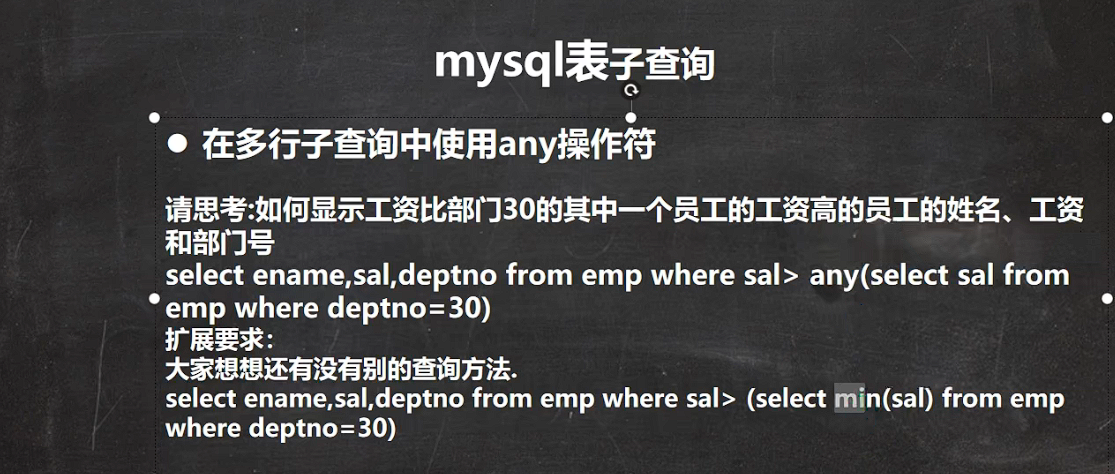 mysql表子查询
● 在多行子查询中使用any操作符
请思考:如何显示工资比部门30的其中一个员工的工资高的员工的姓名、工资
和部门号
select ename,sal,deptno from emp where sal> any(select sal from
emp where deptno=30)
扩展要求：
大家想想还有没有别的查询方法.
select ename,sal,deptno from emp where sal> (select min(sal) from emp
where deptno=30)